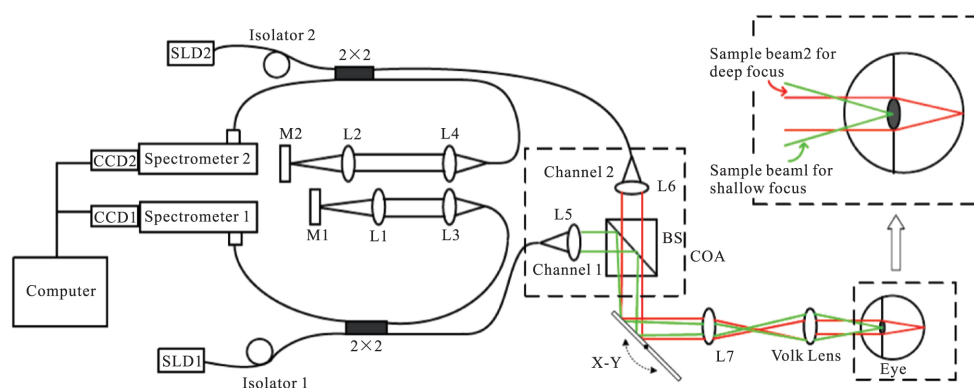 SLD2
Isolator 2
2×2
M2
L2
L4
CCD2
Spectrometer 2
CCD1
Spectrometer 1
M1
L1
L3
Computer
SLD1
Isolator 1
2×2
Channel 2
L6
L5
BS
Channel 1
COA
X-Y
L7
Volk Lens
Eye
Sample beam2 for
deep focus
Sample beam1 for
shallow focus